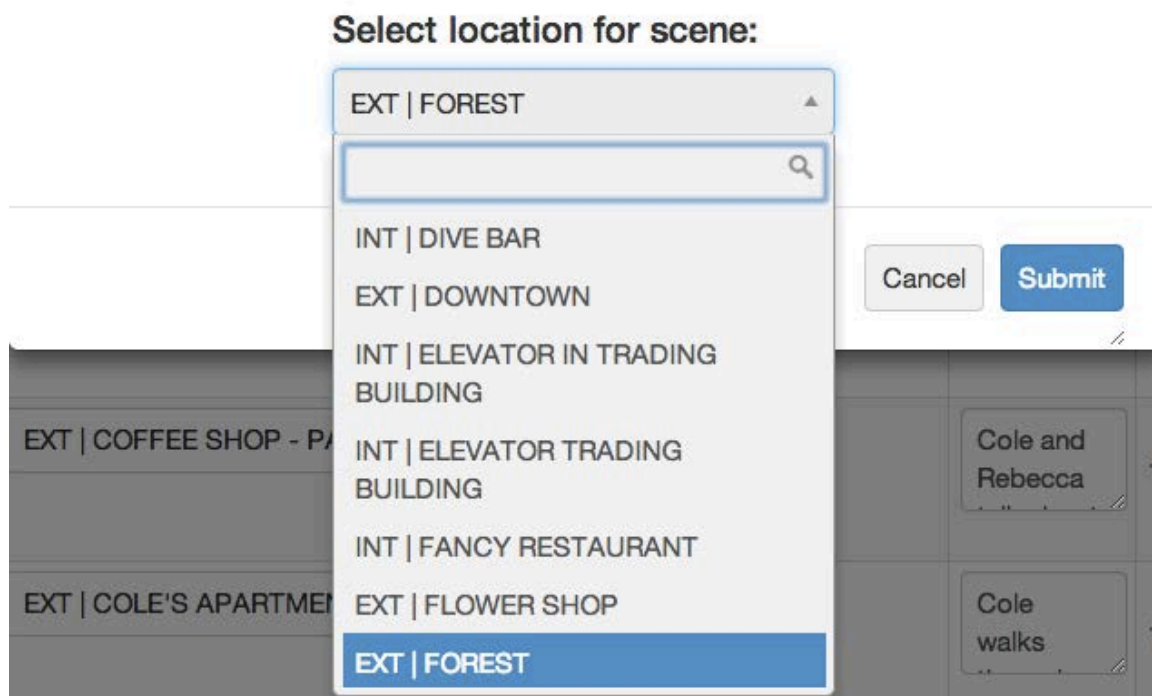 Select location for scene:
EXT | FOREST
INT | DIVE BAR
EXT | DOWNTOWN
INT | ELEVATOR IN TRADING
BUILDING
INT | ELEVATOR TRADING
BUILDING
INT | FANCY RESTAURANT
EXT | FLOWER SHOP
EXT | FOREST
Cancel
Submit
EXT | COFFEE SHOP -
Cole and
Rebecca
EXT | COLE'S
Cole
walks